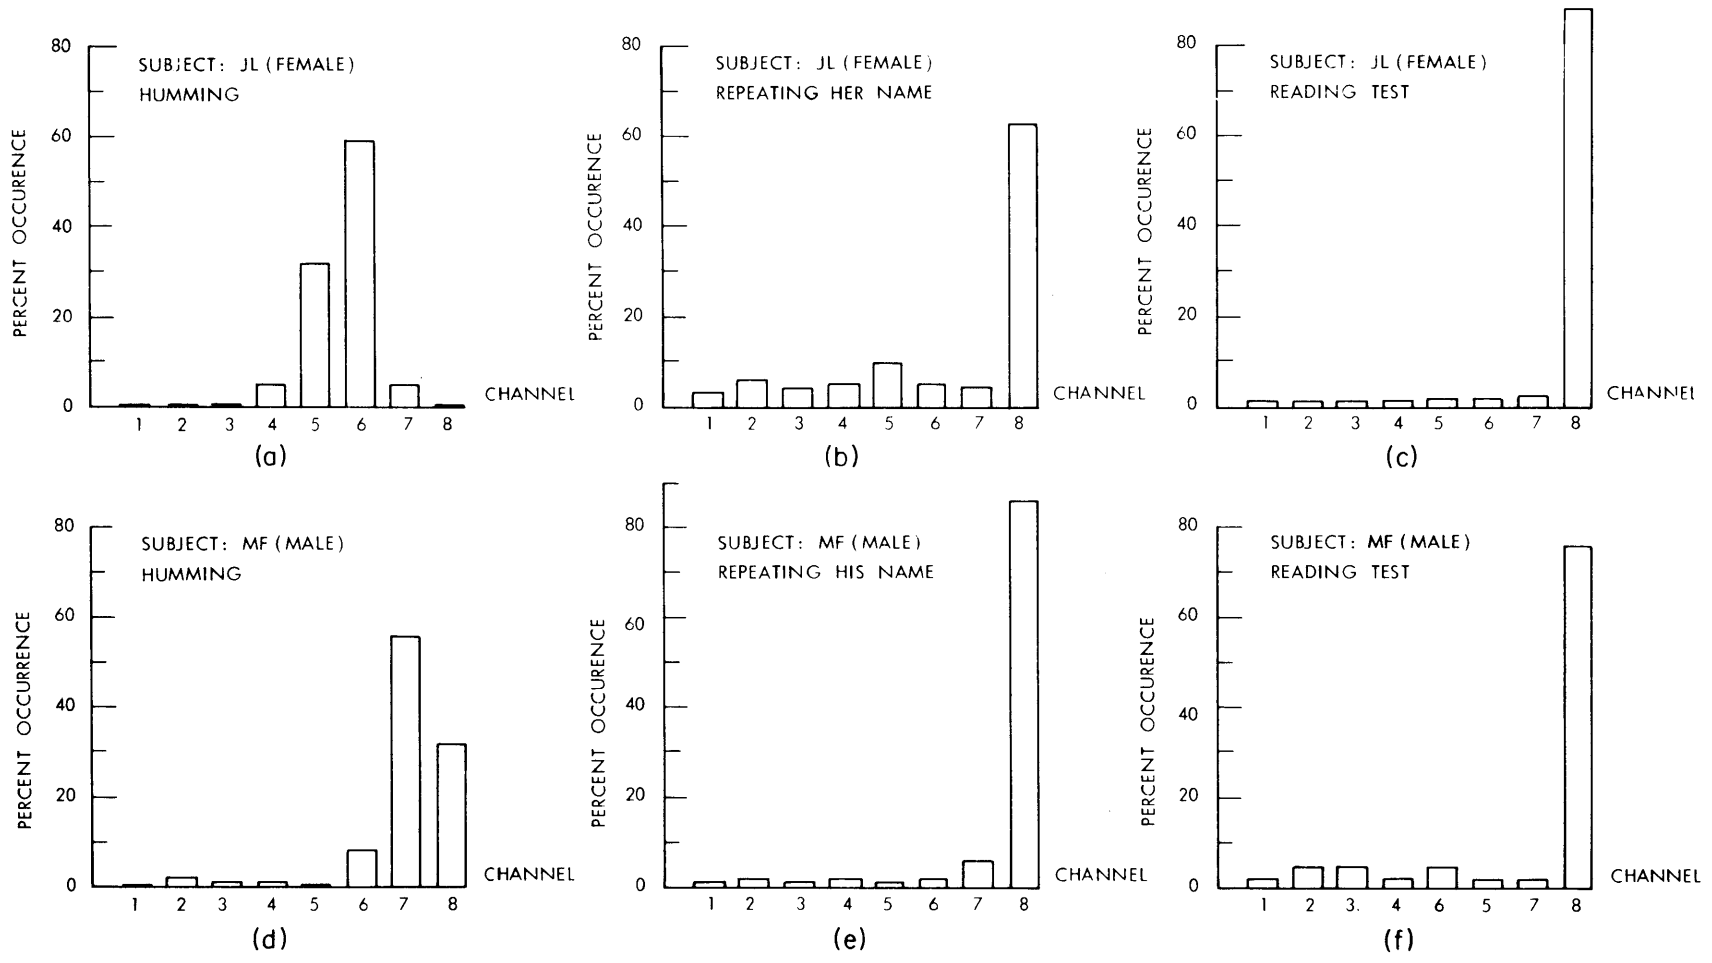 SUBJECT: JL (FEMALE)
HUMMING
PERCENT OCCURENCE
80
60
40
20
0
1 2 3 4 5 6 7 8
CHANNEL
(a)
SUBJECT: JL (FEMALE)
REPEATING HER NAME
PERCENT OCCURENCE
80
60
40
20
0
1 2 3 4 5 6 7 8
CHANNEL
(b)
SUBJECT: JL (FEMALE)
READING TEST
PERCENT OCCURENCE
80
60
40
20
0
1 2 3 4 5 6 7 8
CHANNEL
(c)
SUBJECT: MF (MALE)
HUMMING
PERCENT OCCURENCE
80
60
40
20
0
1 2 3 4 5 6 7 8
CHANNEL
(d)
SUBJECT: MF (MALE)
REPEATING HIS NAME
PERCENT OCCURENCE
80
60
40
20
0
1 2 3 4 5 6 7 8
CHANNEL
(e)
SUBJECT: MF (MALE)
READING TEST
PERCENT OCCURENCE
80
60
40
20
0
1 2 3. 4 6 5 7 8
CHANNEL
(f)